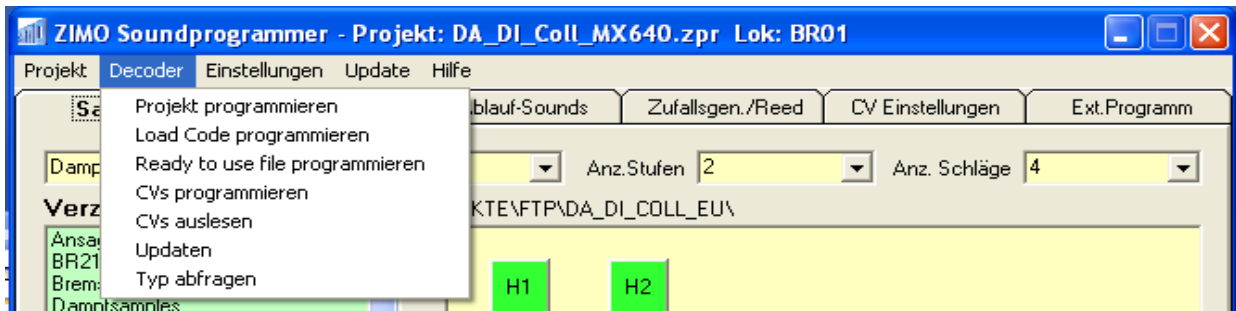 ZIMO Soundprogrammer - Projekt: DA_DI_Coll_MX640.zpr Lok: BR01
Projekt Decoder Einstellungen Update Hilfe
Projekt programmieren
Load Code programmieren
Ready to use file programmieren
CVs programmieren
CVs auslesen
Updaten
Typ abfragen
blauf-Sounds Zufallsgen./Reed CV Einstellungen Ext.Programm
Anz.Stufen 2 Anz. Schläge 4
KTE\FTP\DA_DI_COLL_EU\
BR21
H1 H2